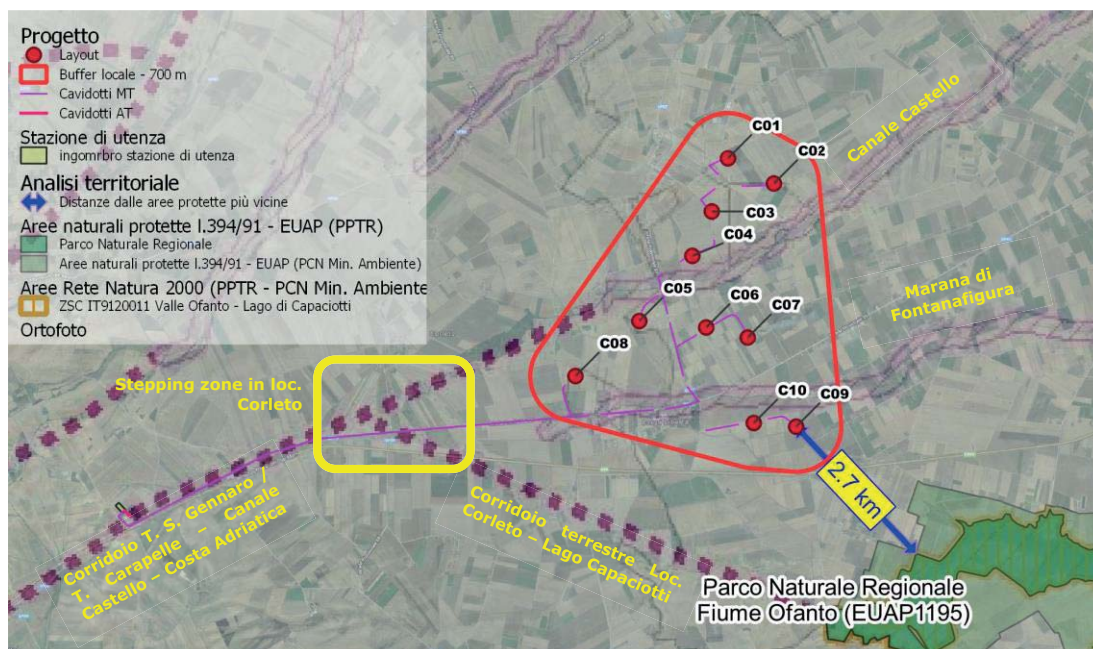 Progetto
Layout
Buffer locale - 700 m
Cavidotti MT
Cavidotti AT
Stazione di utenza
ingomrbro stazione di utenza
Analisi territoriale
Distanze dalle aree protette più vicine
Aree naturali protette l.394/91 - EUAP (PPTR)
Parco Naturale Regionale
Aree naturali protette l.394/91 - EUAP (PCN Min. Ambiente)
Aree Rete Natura 2000 (PPTR - PCN Min. Ambiente
ZSC IT9120011 Valle Ofanto - Lago di Capaciotti
Ortofoto
C01
C02
C03
C04
C05
C06
C07
C08
C10
C09
Canale Castello
Marana di
Fontanafigura
Stepping zone in loc.
Corleto
Corridoio T. S. Gennaro /
T. Carapelle – Canale
Castello – Costa Adriatica
Corridoio terrestre Loc.
Corleto – Lago Capaciotti
2.7 km
Parco Naturale Regionale
Fiume Ofanto (EUAP1195)